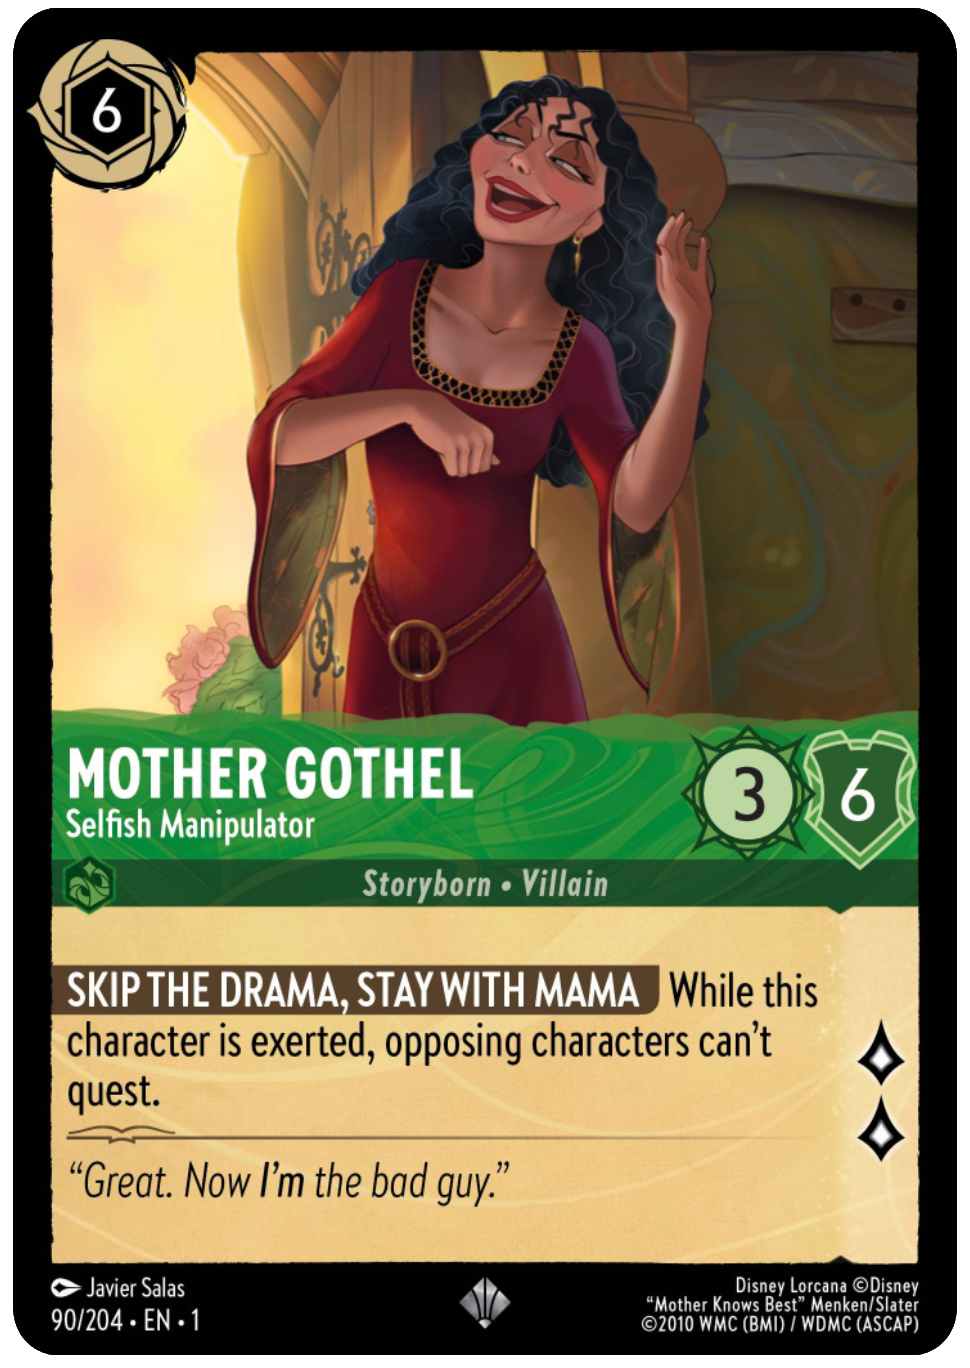 6
MOTHER GOTHEL
Selfish Manipulator
3
6
Storyborn • Villain
SKIP THE DRAMA, STAY WITH MAMA While this
character is exerted, opposing characters can't
quest.
“Great. Now I'm the bad guy.”
Javier Salas
90/204 • EN • 1
Disney Lorcana ©Disney
“Mother Knows Best” Menken/Slater
©2010 WMC (BMI) / WDMC (ASCAP)